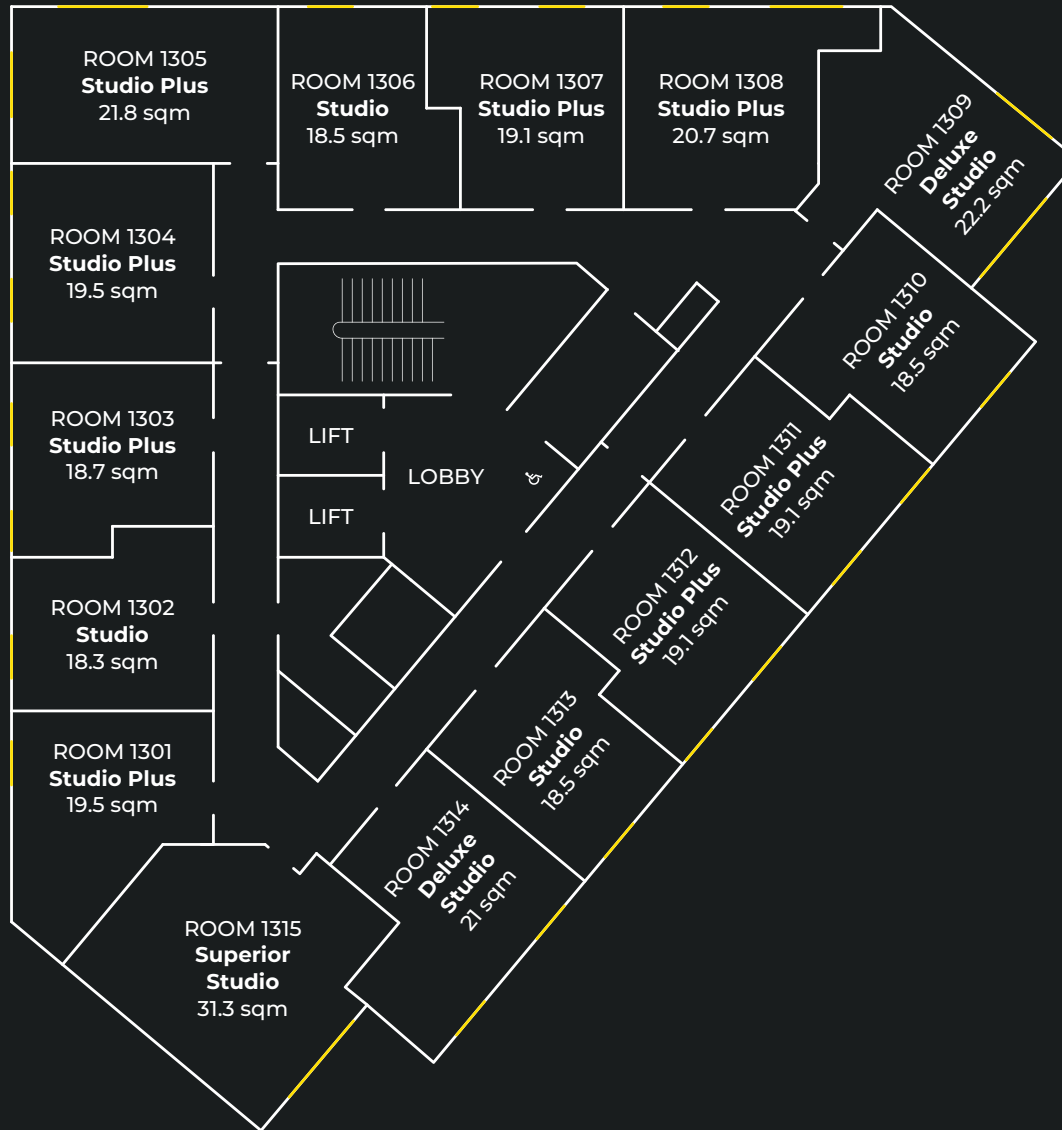 ROOM 1305
Studio Plus
21.8 sqm
ROOM 1306
Studio
18.5 sqm
ROOM 1307
Studio Plus
19.1 sqm
ROOM 1308
Studio Plus
20.7 sqm
ROOM 1309
Deluxe
Studio
22.2 sqm
ROOM 1304
Studio Plus
19.5 sqm
ROOM 1310
Studio
18.5 sqm
ROOM 1303
Studio Plus
18.7 sqm
LIFT
LOBBY
LIFT
ROOM 1311
Studio Plus
19.1 sqm
ROOM 1302
Studio
18.3 sqm
ROOM 1312
Studio Plus
19.1 sqm
ROOM 1301
Studio Plus
19.5 sqm
ROOM 1313
Studio
18.5 sqm
ROOM 1314
Deluxe
Studio
21 sqm
ROOM 1315
Superior
Studio
31.3 sqm